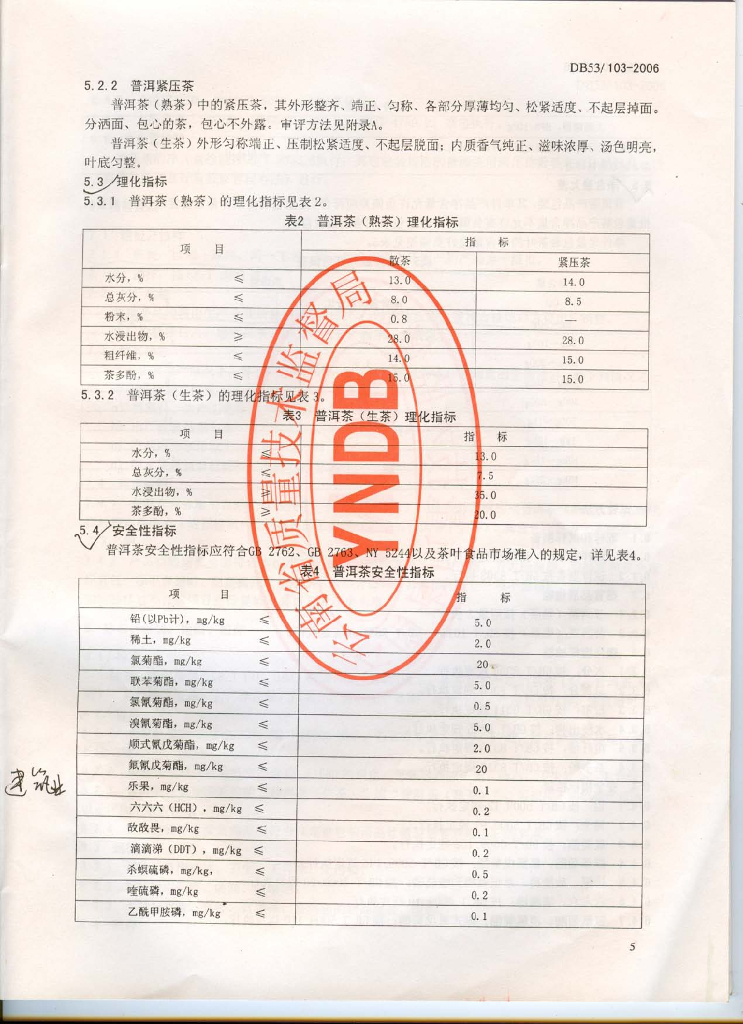 DB53/103-2006
5.2.2 普洱紧压茶
普洱茶（熟茶）中的紧压茶，其外形整齐、端正、匀称、各部分厚薄均匀、松紧适度、不起层掉面。
分洒面、包心的茶，包心不外露。审评方法见附录A。
普洱茶（生茶）外形匀称端正、压制松紧适度、不起层脱面；内质香气纯正、滋味浓厚、汤色明亮，
叶底匀整。
5.3 理化指标
5.3.1 普洱茶（熟茶）的理化指标见表2。
表2 普洱茶（熟茶）理化指标
项 目 指 标
散茶 紧压茶
水分，% ≤ 13.0 14.0
总灰分，% ≤ 8.0 8.5
粉末，% ≤ 0.8 —
水浸出物，% ≥ 28.0 28.0
粗纤维，% ≤ 14.0 15.0
茶多酚，% ≤ 15.0 15.0
5.3.2 普洱茶（生茶）的理化指标见表3。
表3 普洱茶（生茶）理化指标
项 目 指 标
水分，% ≤ 13.0
总灰分，% ≤ 7.5
水浸出物，% ≥ 35.0
茶多酚，% ≥ 20.0
5.4 安全性指标
普洱茶安全性指标应符合GB 2762、GB 2763、NY 5244以及茶叶食品市场准入的规定，详见表4。
表4 普洱茶安全性指标
项 目 指 标
铅(以Pb计)，mg/kg ≤ 5.0
稀土，mg/kg ≤ 2.0
氯菊酯，mg/kg ≤ 20
联苯菊酯，mg/kg ≤ 5.0
氯氰菊酯，mg/kg ≤ 0.5
溴氰菊酯，mg/kg ≤ 5.0
顺式氰戊菊酯，mg/kg ≤ 2.0
氟氰戊菊酯，mg/kg ≤ 20
乐果，mg/kg ≤ 0.1
六六六（HCH），mg/kg ≤ 0.2
敌敌畏，mg/kg ≤ 0.1
滴滴涕（DDT），mg/kg ≤ 0.2
杀螟硫磷，mg/kg， ≤ 0.5
喹硫磷，mg/kg ≤ 0.2
乙酰甲胺磷，mg/kg ≤ 0.1
5
云南省质量技术监督局
YNDB